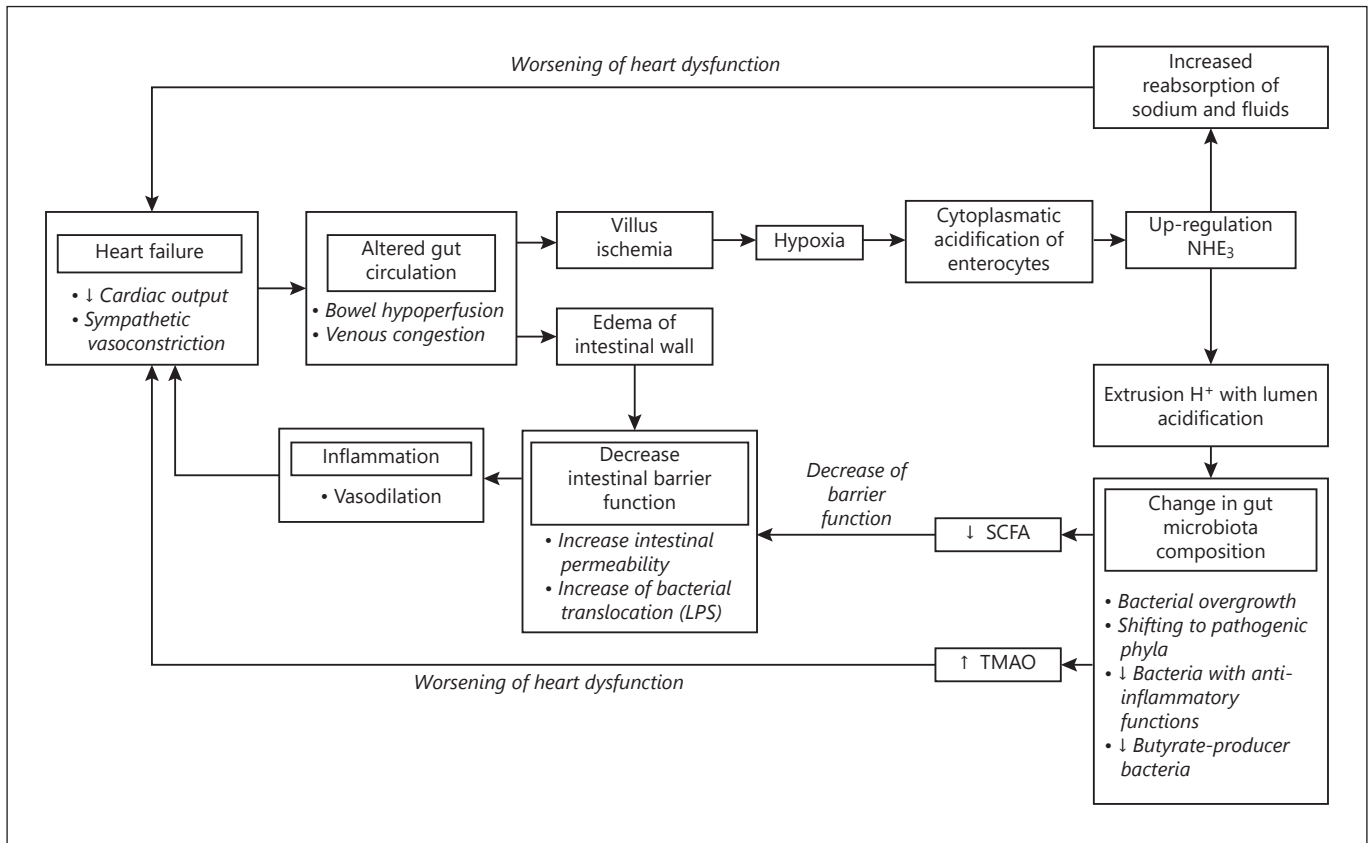 Worsening of heart dysfunction
Increased
reabsorption of
sodium and fluids
Heart failure
• ↓ Cardiac output
• Sympathetic
vasoconstriction
Altered gut
circulation
• Bowel hypoperfusion
• Venous congestion
Villus
ischemia
Hypoxia
Cytoplasmatic
acidification of
enterocytes
Up-regulation
NHE₃
Edema of
intestinal wall
Extrusion H⁺ with lumen
acidification
Inflammation
• Vasodilation
Decrease
intestinal barrier
function
• Increase intestinal
permeability
• Increase of bacterial
translocation (LPS)
Decrease of
barrier
function
↓ SCFA
Change in gut
microbiota
composition
• Bacterial overgrowth
• Shifting to pathogenic
phyla
• ↓ Bacteria with anti-
inflammatory
functions
• ↓ Butyrate-producer
bacteria
↑ TMAO
Worsening of heart dysfunction